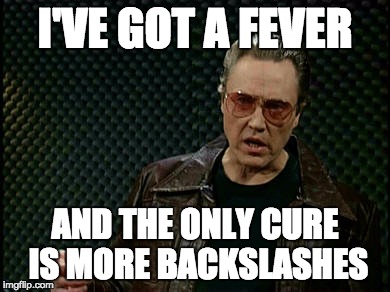 I'VE GOT A FEVER
AND THE ONLY CURE
IS MORE BACKSLASHES
imgflip.com